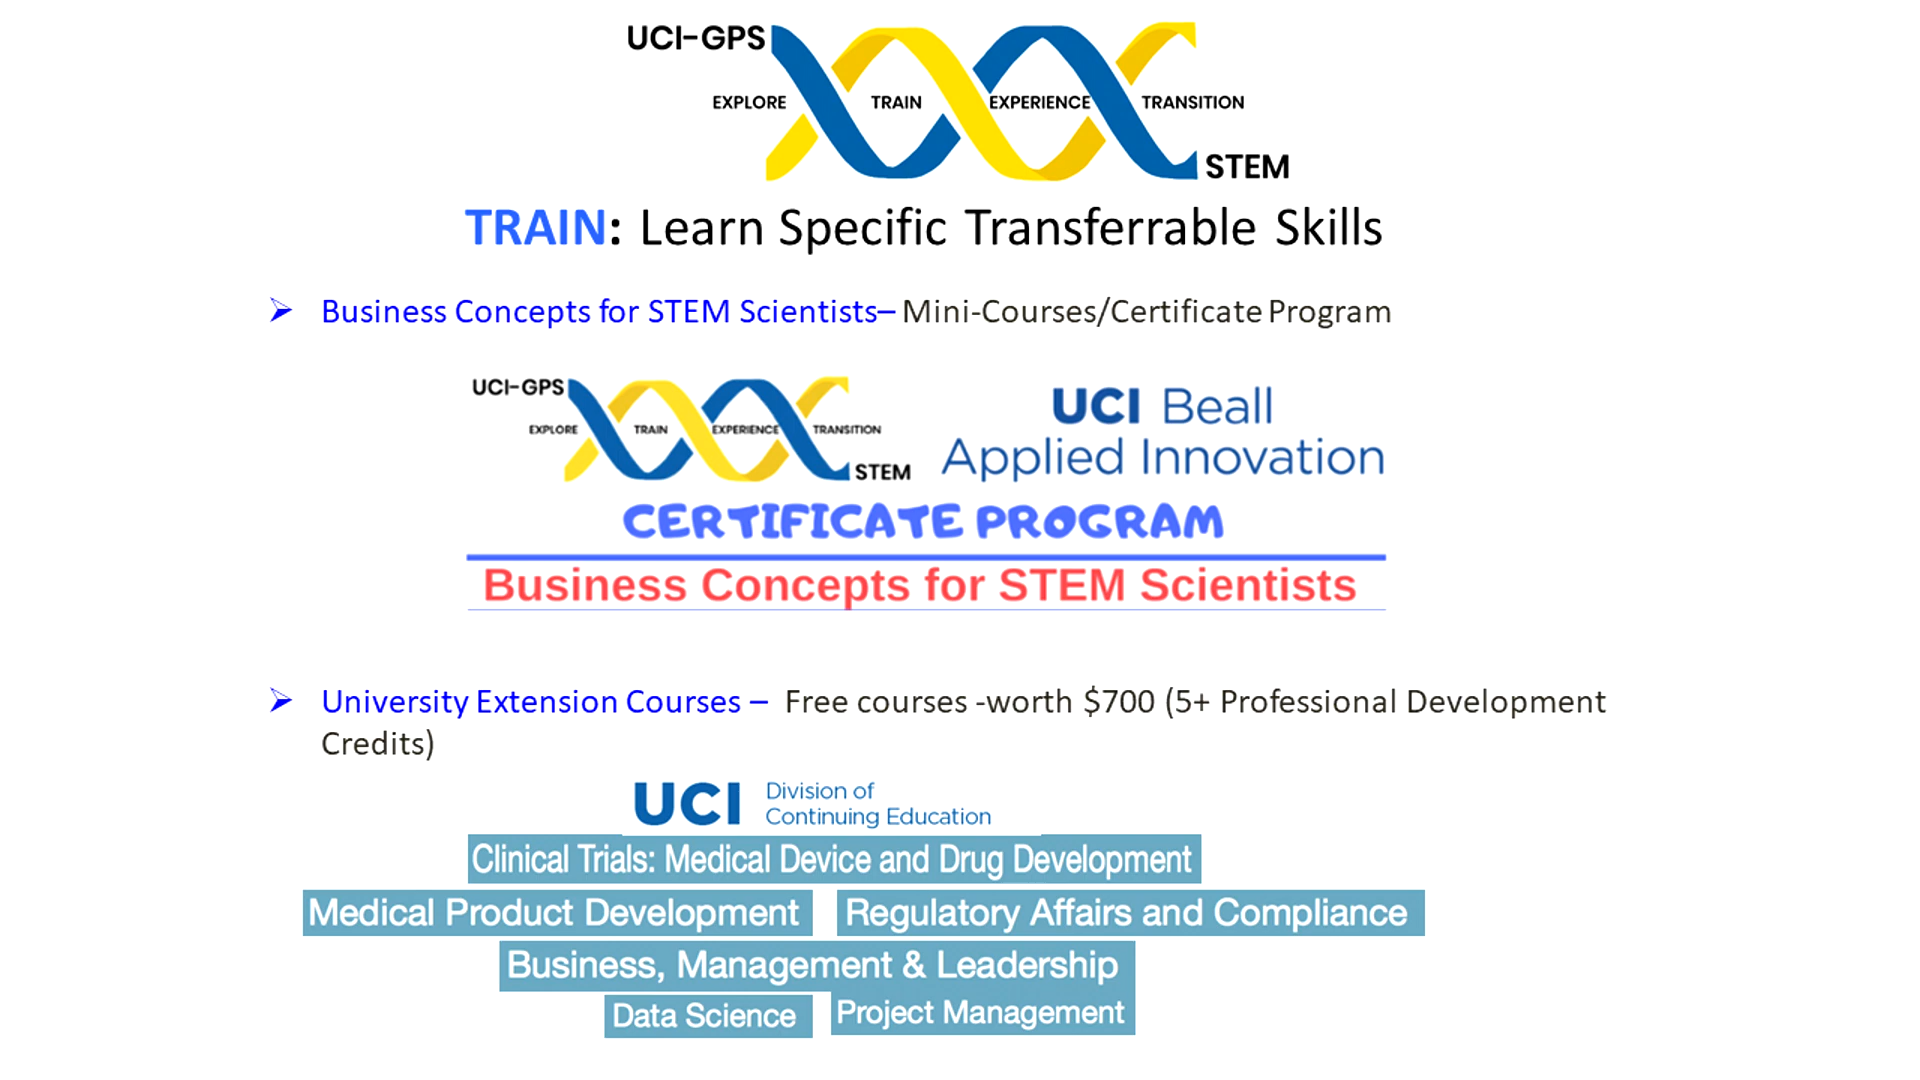 UCI-GPS
EXPLORE TRAIN EXPERIENCE TRANSITION
STEM
TRAIN: Learn Specific Transferrable Skills
Business Concepts for STEM Scientists– Mini-Courses/Certificate Program
UCI-GPS
EXPLORE TRAIN EXPERIENCE TRANSITION
STEM
UCI Beall
Applied Innovation
CERTIFICATE PROGRAM
Business Concepts for STEM Scientists
University Extension Courses – Free courses -worth $700 (5+ Professional Development
Credits)
UCI Division of
Continuing Education
Clinical Trials: Medical Device and Drug Development
Medical Product Development Regulatory Affairs and Compliance
Business, Management & Leadership
Data Science Project Management